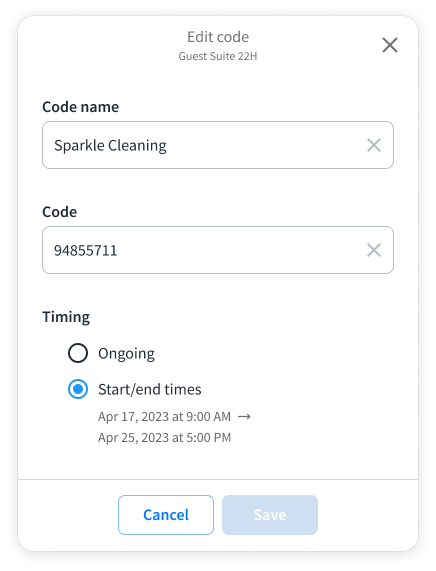 Edit code
Guest Suite 22H
Code name
Sparkle Cleaning
Code
94855711
Timing
Ongoing
Start/end times
Apr 17, 2023 at 9:00 AM →
Apr 25, 2023 at 5:00 PM
Cancel
Save